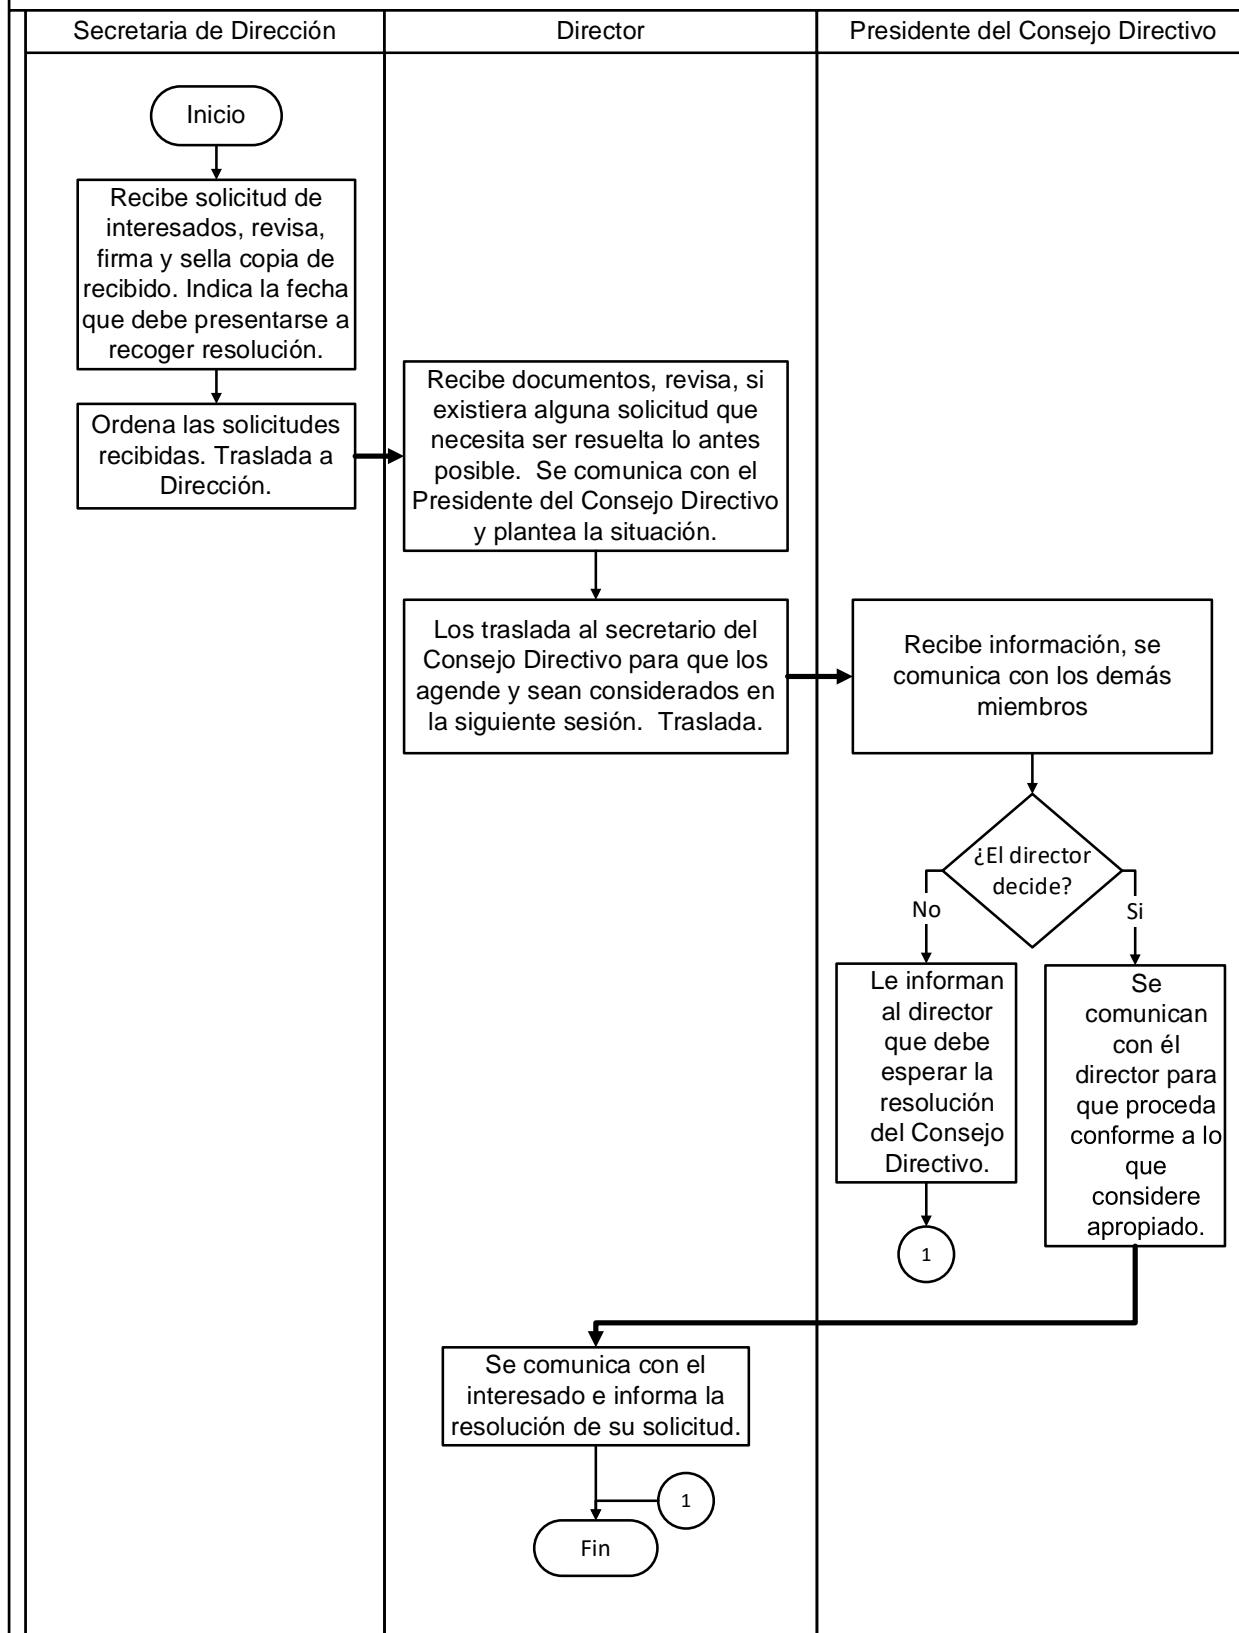 Secretaria de Dirección
Director
Presidente del Consejo Directivo
Inicio
Recibe solicitud de
interesados, revisa,
firma y sella copia de
recibido. Indica la fecha
que debe presentarse a
recoger resolución.
Ordena las solicitudes
recibidas. Traslada a
Dirección.
Recibe documentos, revisa, si
existiera alguna solicitud que
necesita ser resuelta lo antes
posible.  Se comunica con el
Presidente del Consejo Directivo
y plantea la situación.
Los traslada al secretario del
Consejo Directivo para que los
agende y sean considerados en
la siguiente sesión.  Traslada.
Recibe información, se
comunica con los demás
miembros
¿El director
decide?
No
Si
Le informan
al director
que debe
esperar la
resolución
del Consejo
Directivo.
Se
comunican
con él
director para
que proceda
conforme a lo
que
considere
apropiado.
1
Se comunica con el
interesado e informa la
resolución de su solicitud.
1
Fin